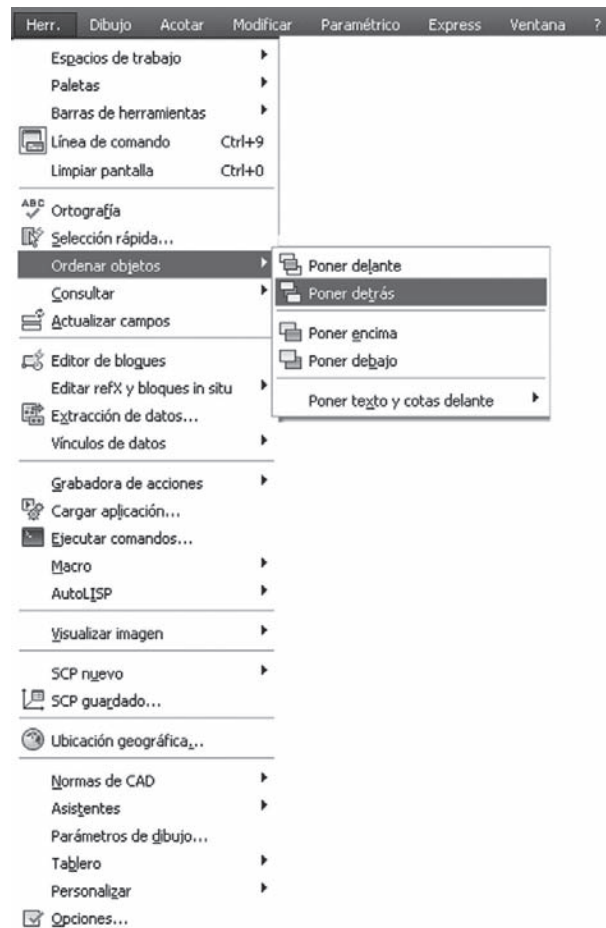 Herr. Dibujo Acotar Modificar Paramétrico Express Ventana ?
Espacios de trabajo
Paletas
Barras de herramientas
Línea de comando Ctrl+9
Limpiar pantalla Ctrl+0
ABC Ortografía
Selección rápida...
Ordenar objetos
Poner delante
Poner detrás
Poner encima
Poner debajo
Poner texto y cotas delante
Consultar
Actualizar campos
Editor de bloques
Editar refX y bloques in situ
Extracción de datos...
Vínculos de datos
Grabadora de acciones
Cargar aplicación...
Ejecutar comandos...
Macro
AutoLISP
Visualizar imagen
SCP nuevo
SCP guardado...
Ubicación geográfica...
Normas de CAD
Asistentes
Parámetros de dibujo...
Tablero
Personalizar
Opciones...